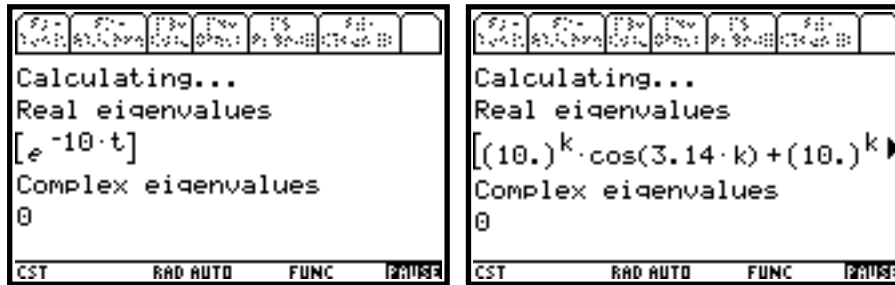 Calculating...
Real eigenvalues
[e^-10·t]
Complex eigenvalues
0
CST RAD AUTO FUNC PAUSE
Calculating...
Real eigenvalues
[(10.)^k·cos(3.14·k)+(10.)^k▶
Complex eigenvalues
0
CST RAD AUTO FUNC PAUSE